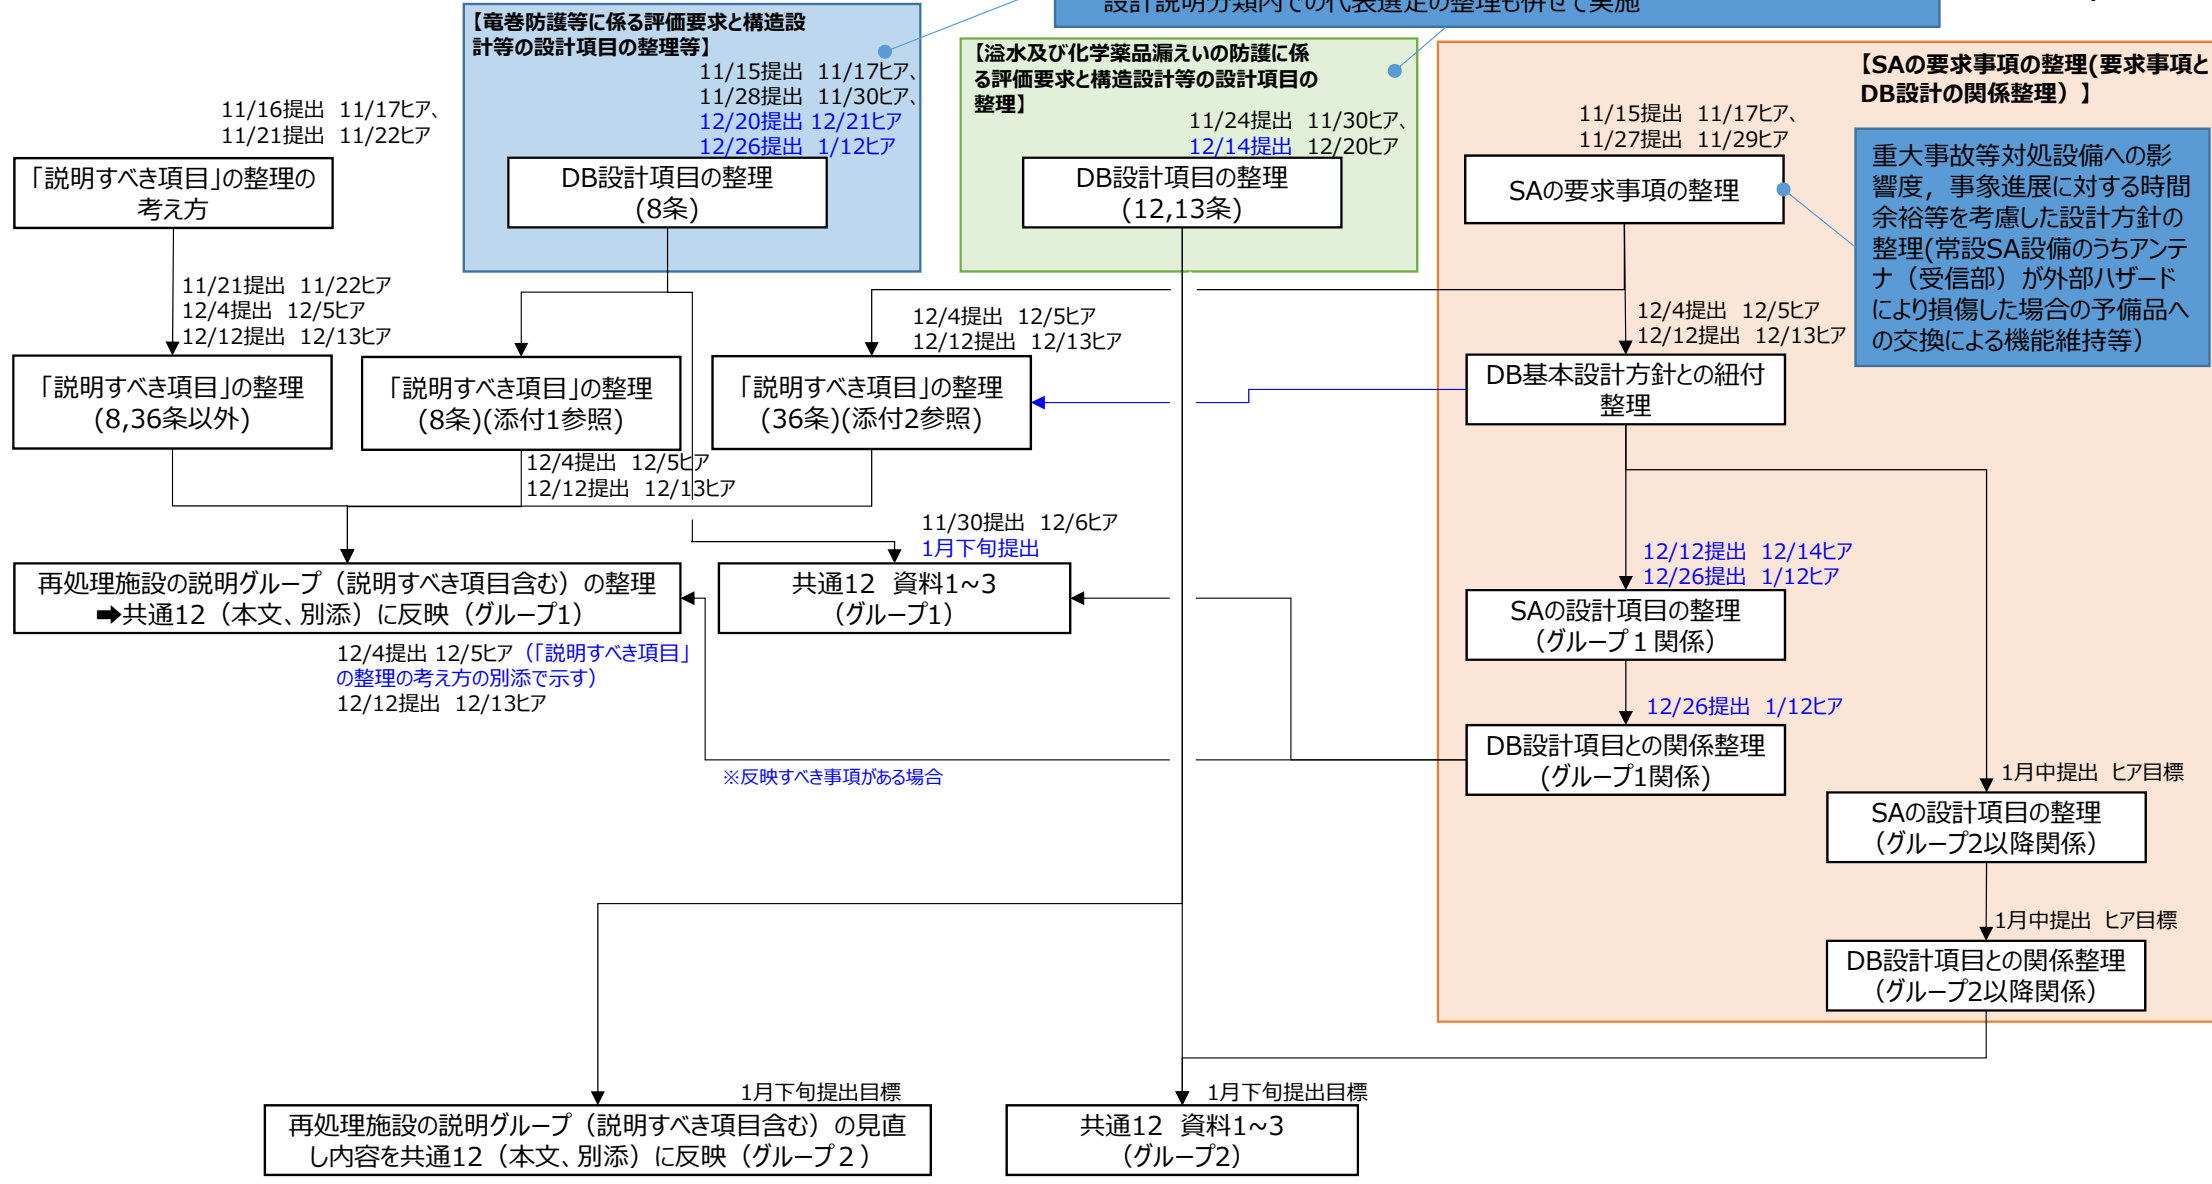 設計説明分類内での代表選定の整理も併せて実施
【竜巻防護等に係る評価要求と構造設
計等の設計項目の整理等】
11/15提出 11/17ヒア、
11/28提出 11/30ヒア、
12/20提出 12/21ヒア
12/26提出 1/12ヒア
DB設計項目の整理
(8条)
【溢水及び化学薬品漏えいの防護に係
る評価要求と構造設計等の設計項目の
整理】
11/24提出 11/30ヒア、
12/14提出 12/20ヒア
DB設計項目の整理
(12,13条)
【SAの要求事項の整理(要求事項と
DB設計の関係整理）】
11/15提出 11/17ヒア、
11/27提出 11/29ヒア
SAの要求事項の整理
重大事故等対処設備への影
響度，事象進展に対する時間
余裕等を考慮した設計方針の
整理(常設SA設備のうちアンテ
ナ（受信部）が外部ハザード
により損傷した場合の予備品へ
の交換による機能維持等）
11/16提出 11/17ヒア、
11/21提出 11/22ヒア
「説明すべき項目」の整理の
考え方
11/21提出 11/22ヒア
12/4提出 12/5ヒア
12/12提出 12/13ヒア
「説明すべき項目」の整理
(8,36条以外)
「説明すべき項目」の整理
(8条)(添付1参照)
12/4提出 12/5ヒア
12/12提出 12/13ヒア
12/4提出 12/5ヒア
12/12提出 12/13ヒア
「説明すべき項目」の整理
(36条)(添付2参照)
12/4提出 12/5ヒア
12/12提出 12/13ヒア
DB基本設計方針との紐付
整理
再処理施設の説明グループ（説明すべき項目含む）の整理
➡共通12（本文、別添）に反映（グループ1）
12/4提出 12/5ヒア（「説明すべき項目」
の整理の考え方の別添で示す）
12/12提出 12/13ヒア
11/30提出 12/6ヒア
1月下旬提出
共通12 資料1~3
（グループ1）
12/12提出 12/14ヒア
12/26提出 1/12ヒア
SAの設計項目の整理
（グループ１関係）
12/26提出 1/12ヒア
DB設計項目との関係整理
(グループ1関係)
※反映すべき事項がある場合
1月中提出 ヒア目標
SAの設計項目の整理
（グループ2以降関係）
1月中提出 ヒア目標
DB設計項目との関係整理
（グループ2以降関係）
1月下旬提出目標
再処理施設の説明グループ（説明すべき項目含む）の見直
し内容を共通12（本文、別添）に反映（グループ２）
1月下旬提出目標
共通12 資料1~3
（グループ2）